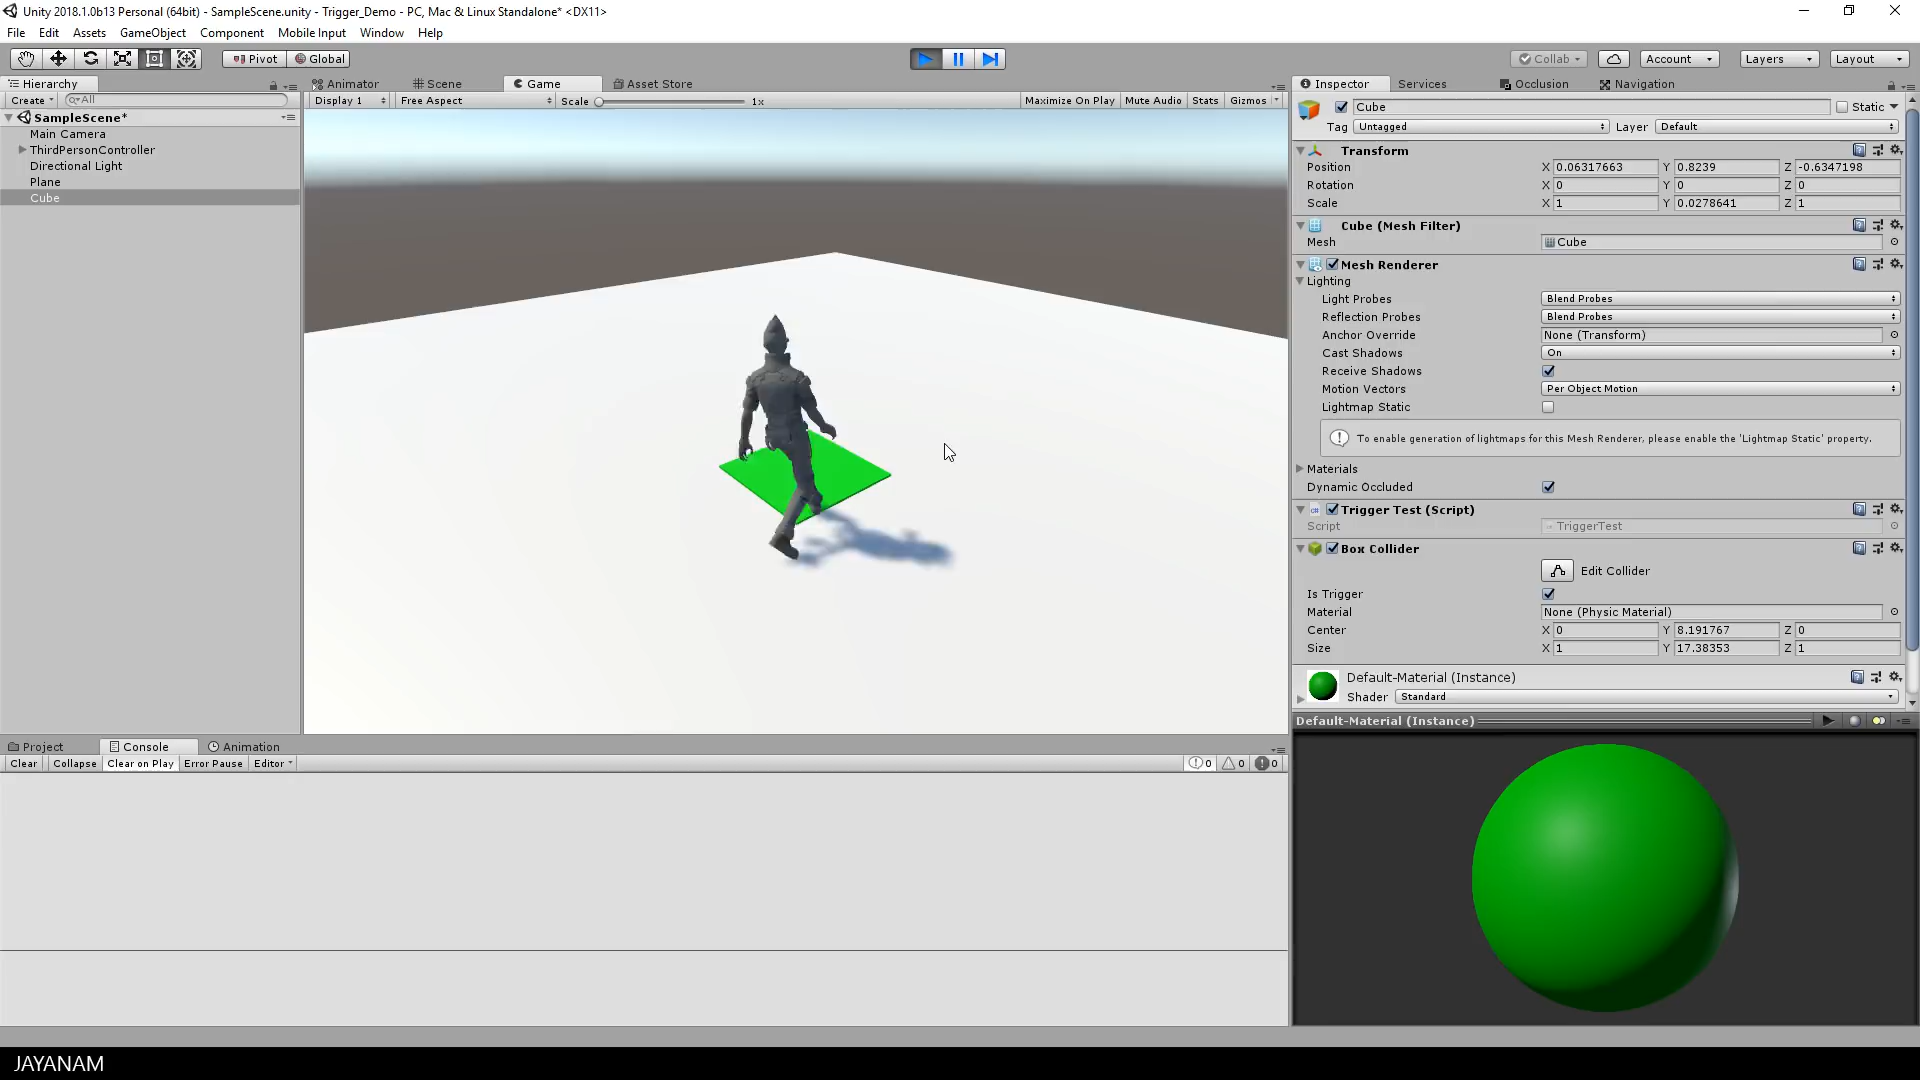 Unity 2018.1.0b13 Personal (64bit) - SampleScene.unity - Trigger_Demo - PC, Mac & Linux Standalone* <DX11>
File Edit Assets GameObject Component Mobile Input Window Help
Pivot Global Collab Account Layers Layout
Hierarchy
Create All
SampleScene*
Main Camera
ThirdPersonController
Directional Light
Plane
Cube
Animator Scene Game Asset Store
Display 1 Free Aspect Scale 1x Maximize On Play Mute Audio Stats Gizmos
Inspector Services Occlusion Navigation
Cube Static
Tag Untagged Layer Default
Transform
Position X 0.06317663 Y 0.8239 Z -0.6347198
Rotation X 0 Y 0 Z 0
Scale X 1 Y 0.0278641 Z 1
Cube (Mesh Filter)
Mesh Cube
Mesh Renderer
Lighting
Light Probes Blend Probes
Reflection Probes Blend Probes
Anchor Override None (Transform)
Cast Shadows On
Receive Shadows
Motion Vectors Per Object Motion
Lightmap Static
To enable generation of lightmaps for this Mesh Renderer, please enable the 'Lightmap Static' property.
Materials
Dynamic Occluded
Trigger Test (Script)
Script TriggerTest
Box Collider
Edit Collider
Is Trigger
Material None (Physic Material)
Center X 0 Y 8.191767 Z 0
Size X 1 Y 17.38353 Z 1
Default-Material (Instance)
Shader Standard
Default-Material (Instance)
Project Console Animation
Clear Collapse Clear on Play Error Pause Editor 0 0 0
JAYANAM